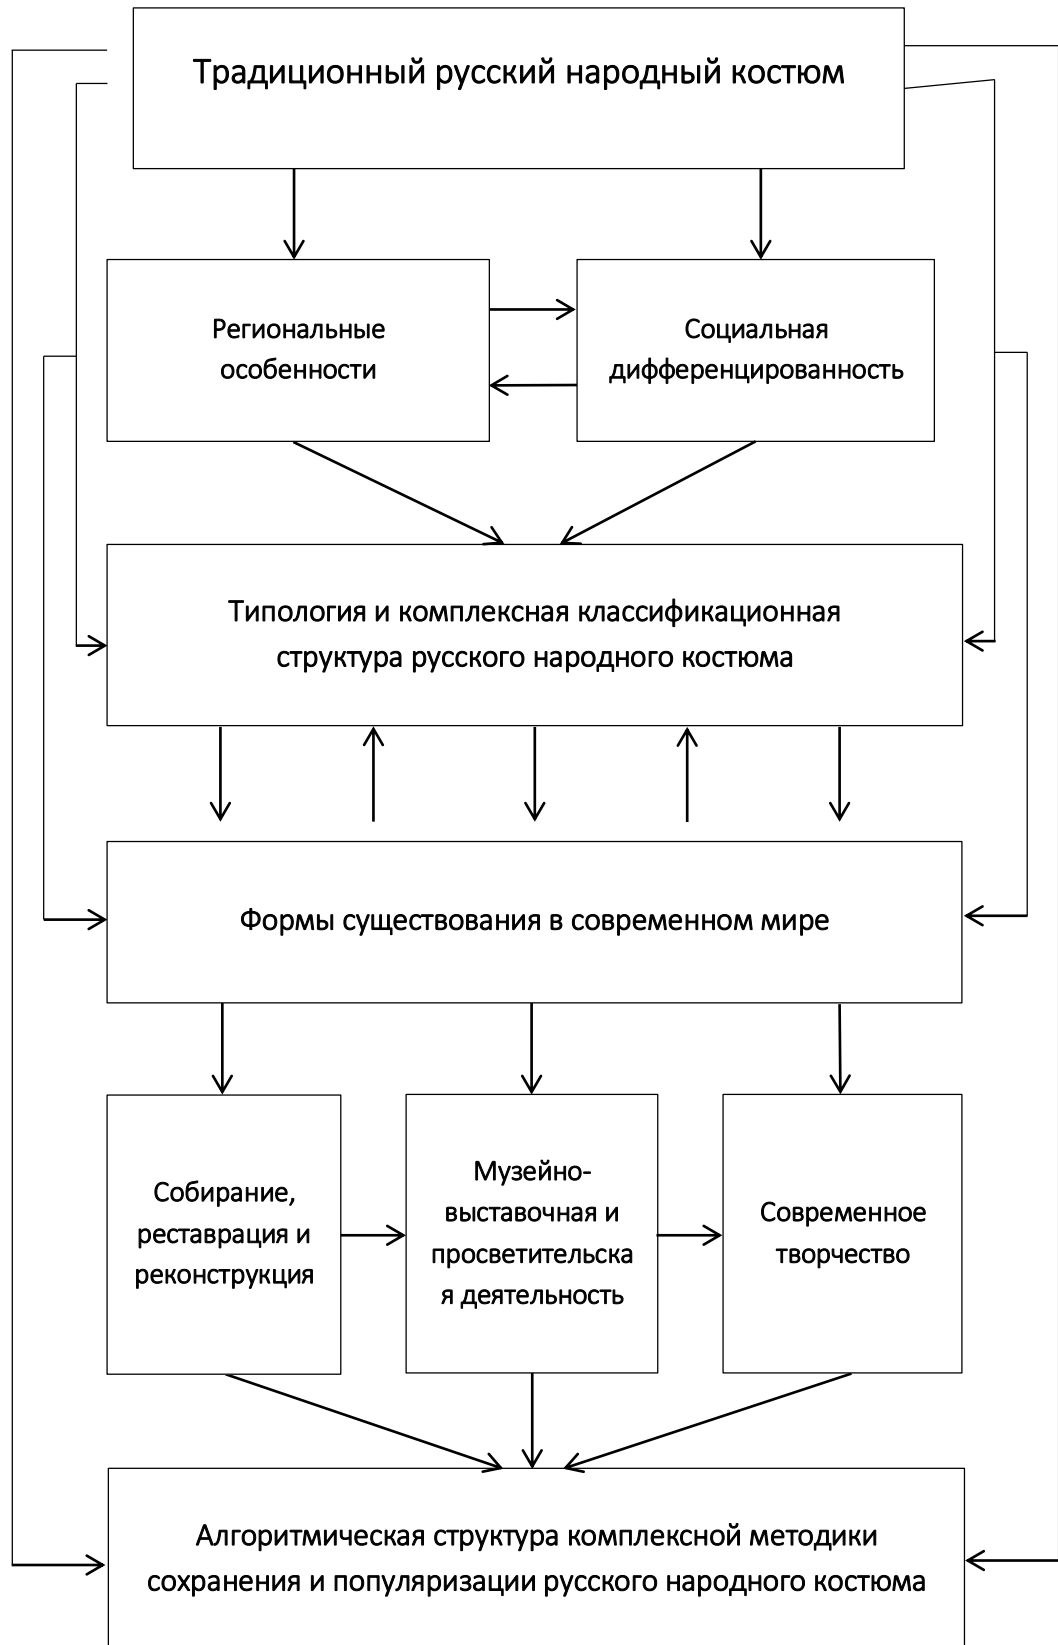 Традиционный русский народный костюм
Региональные
особенности
Социальная
дифференцированность
Типология и комплексная классификационная
структура русского народного костюма
Формы существования в современном мире
Собирание,
реставрация и
реконструкция
Музейно-
выставочная и
просветительска
я деятельность
Современное
творчество
Алгоритмическая структура комплексной методики
сохранения и популяризации русского народного костюма